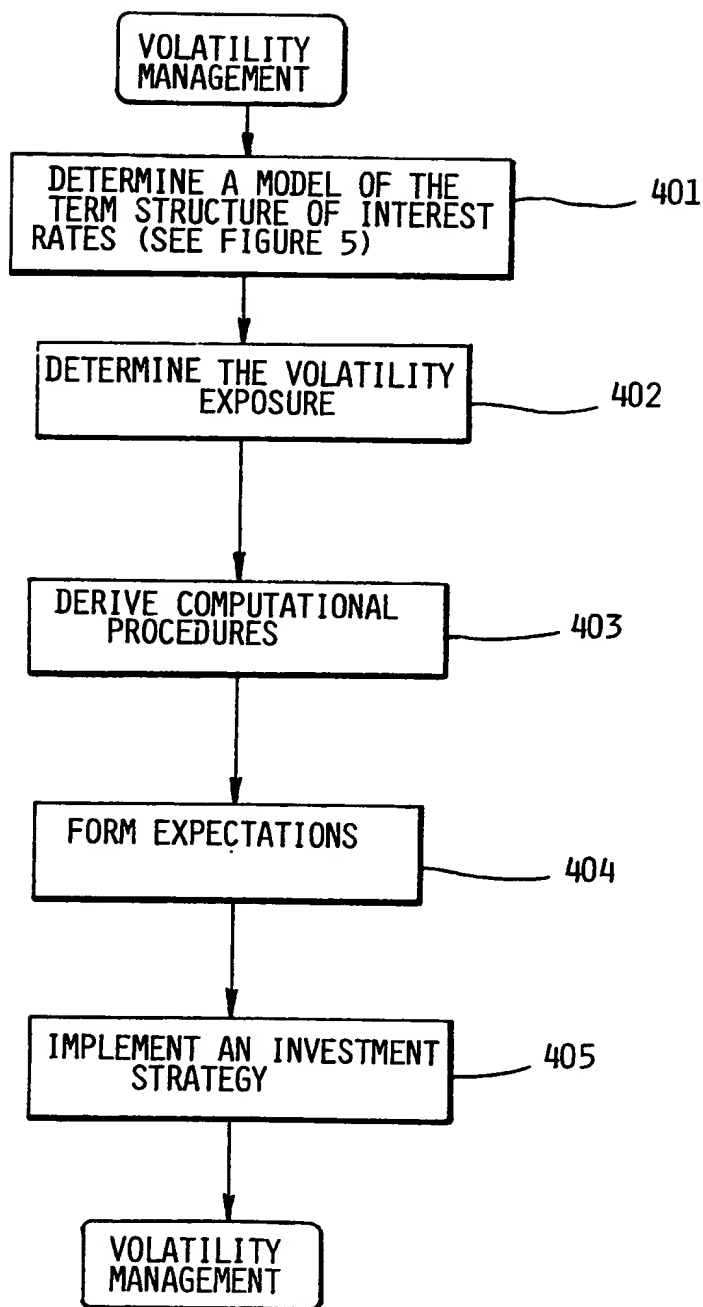 VOLATILITY
MANAGEMENT
DETERMINE A MODEL OF THE
TERM STRUCTURE OF INTEREST
RATES (SEE FIGURE 5)
401
DETERMINE THE VOLATILITY
EXPOSURE
402
DERIVE COMPUTATIONAL
PROCEDURES
403
FORM EXPECTATIONS
404
IMPLEMENT AN INVESTMENT
STRATEGY
405
VOLATILITY
MANAGEMENT